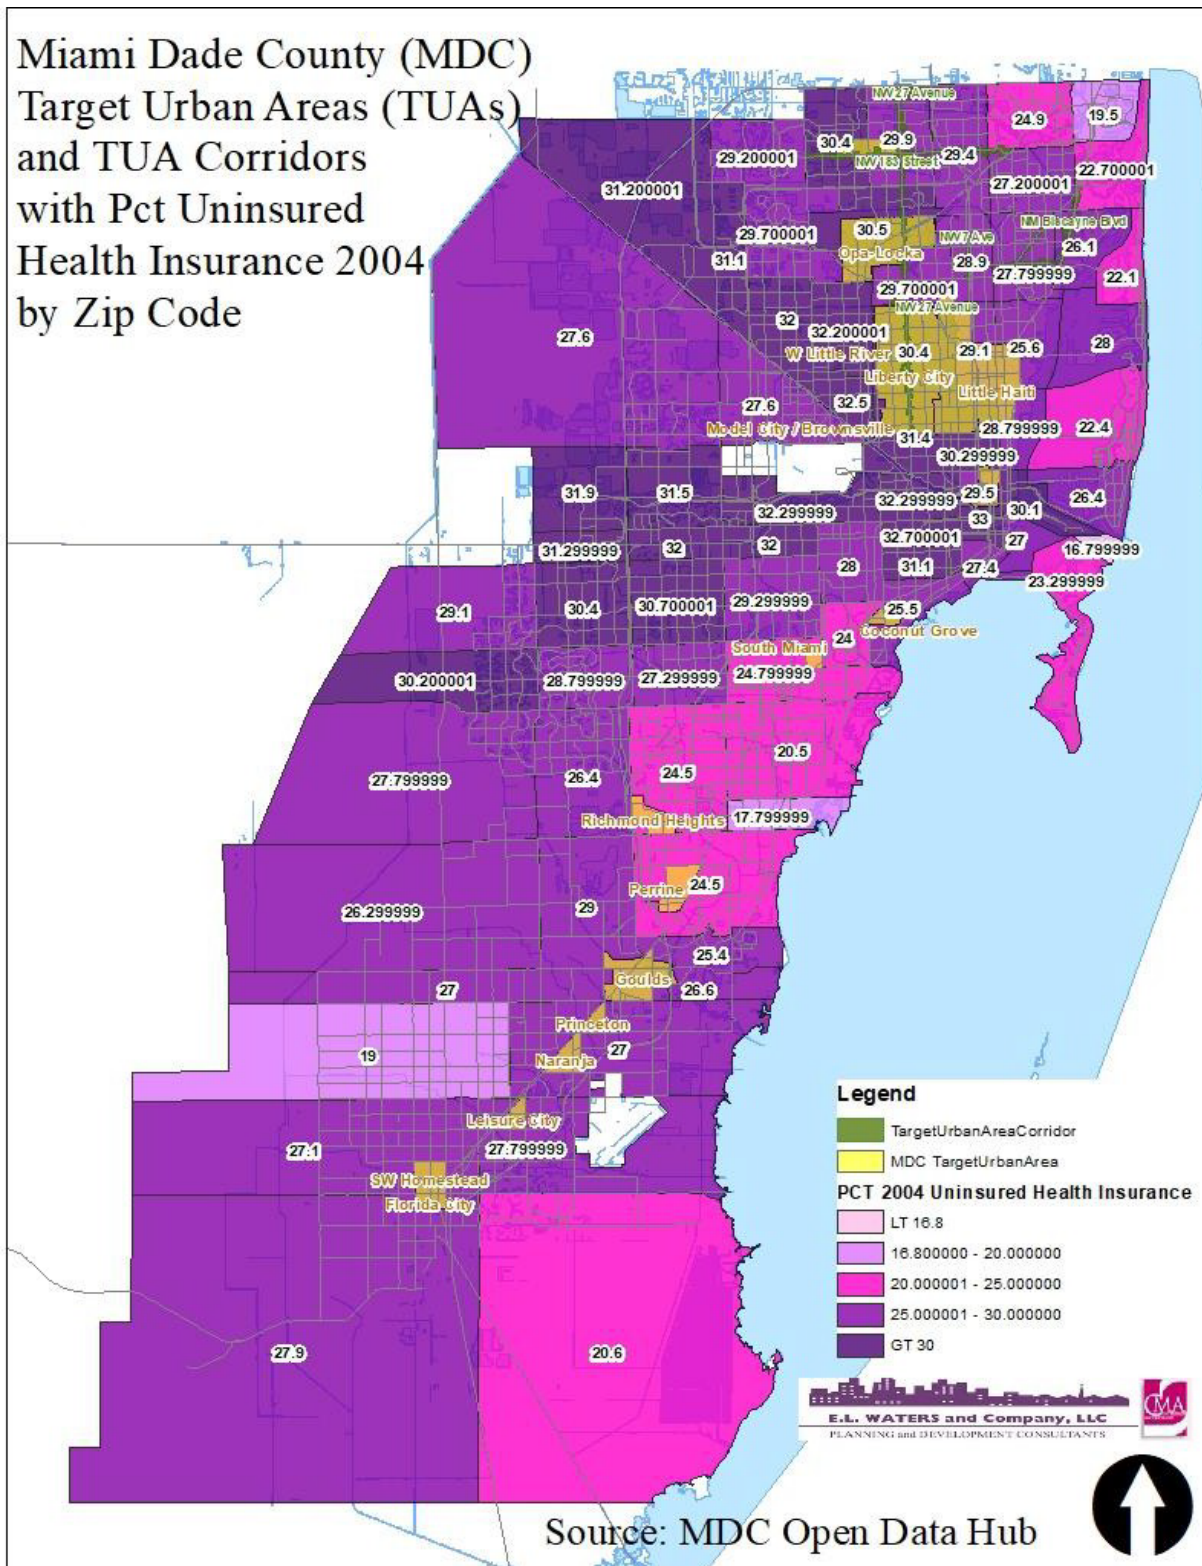 Miami Dade County (MDC)
Target Urban Areas (TUAs)
and TUA Corridors
with Pct Uninsured
Health Insurance 2004
by Zip Code
NW 27 Avenue
24.9
19.5
30.4
29.9
NW 183 Street
29.4
29.200001
22.700001
31.200001
27.200001
NM Biscayne Blvd
30.5
29.700001
NW7 Ave
26.1
Opa-Locka
31.1
28.9
27.799999
22.1
29.700001
NW 27 Avenue
32
32.200001
27.6
28
W Little River
30.4
29.1
25.6
Liberty City
Little Haiti
27.6
32.5
Model City / Brownsville
28.799999
22.4
31.4
30.299999
31.9
31.5
29.5
26.4
32.299999
32.299999
30.1
33
32.700001
27
31.299999
32
32
16.799999
28
31.1
27.4
23.299999
29.1
30.4
30.700001
29.299999
25.5
Coconut Grove
24
South Miami
30.200001
28.799999
27.299999
24.799999
20.5
27.799999
26.4
24.5
Richmond Heights
17.799999
Perrine
24.5
26.299999
29
25.4
Goulds
27
26.6
Princeton
27
19
Naranja
Leisure City
27.1
27.799999
SW Homestead
Florida City
27.9
20.6
Legend
TargetUrbanAreaCorridor
MDC TargetUrbanArea
PCT 2004 Uninsured Health Insurance
LT 16.8
16.800000 - 20.000000
20.000001 - 25.000000
25.000001 - 30.000000
GT 30
E.L. WATERS and Company, LLC
PLANNING and DEVELOPMENT CONSULTANTS
CMA
Source: MDC Open Data Hub